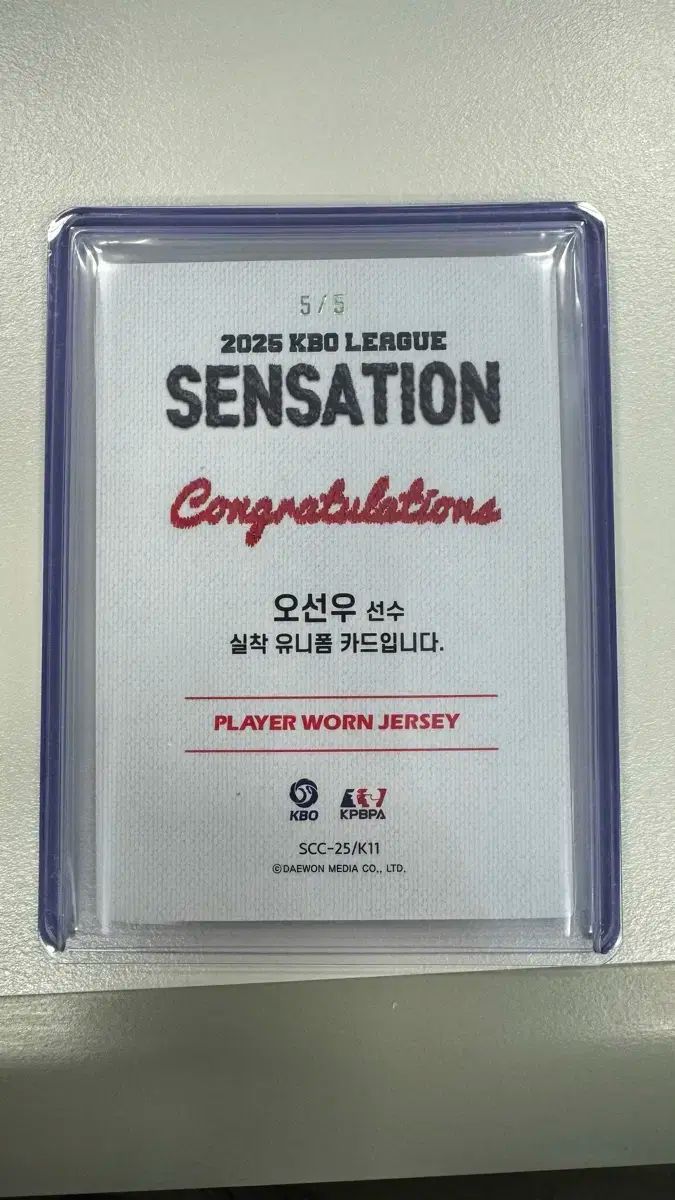 5/5
2025 KBO LEAGUE
SENSATION
Congratulations
오선우 선수
실착 유니폼 카드입니다.
PLAYER WORN JERSEY
KBO KPBPA
SCC-25/K11
©DAEWON MEDIA CO., LTD.